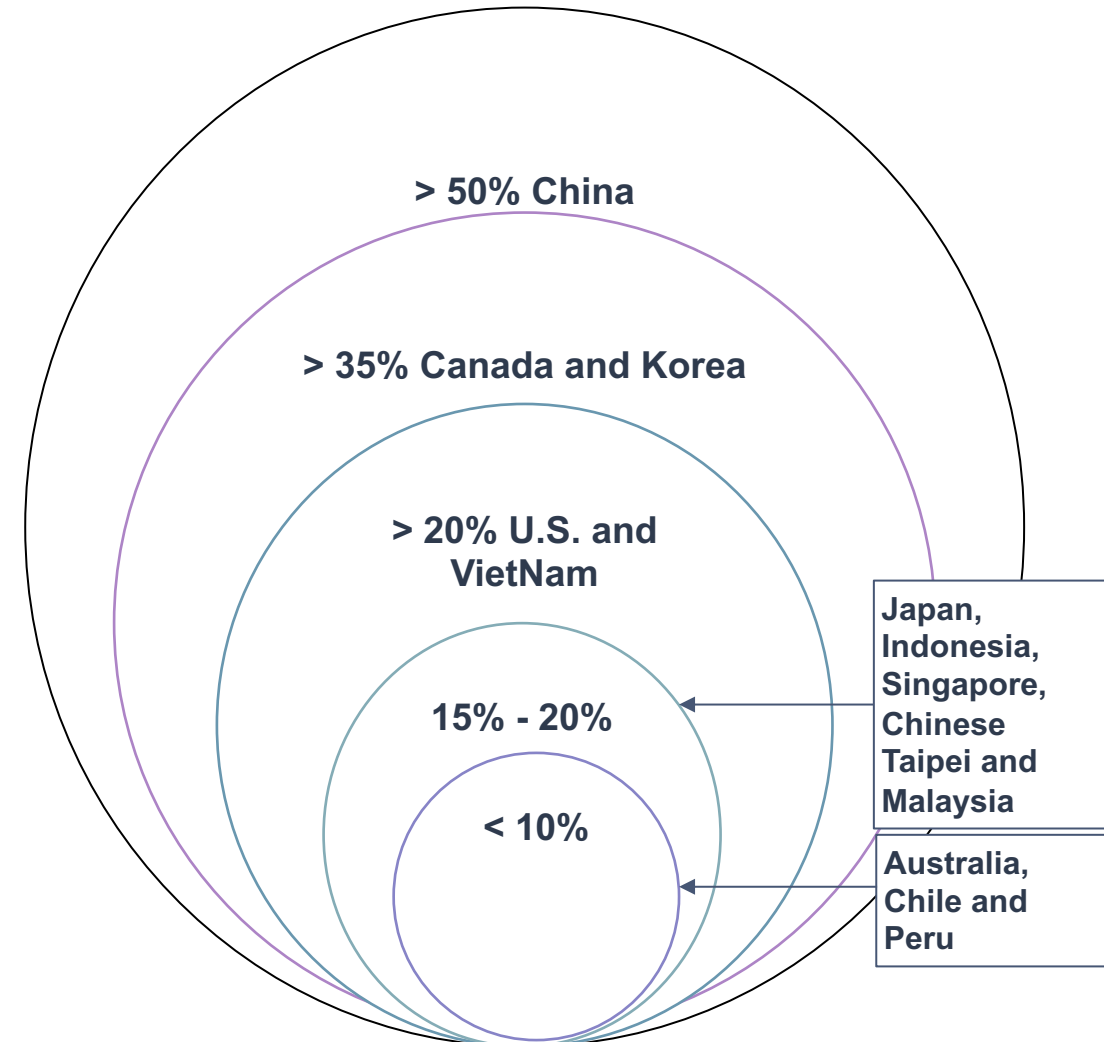 > 50% China
> 35% Canada and Korea
> 20% U.S. and
VietNam
15% - 20%
< 10%
Japan,
Indonesia,
Singapore,
Chinese
Taipei and
Malaysia
Australia,
Chile and
Peru